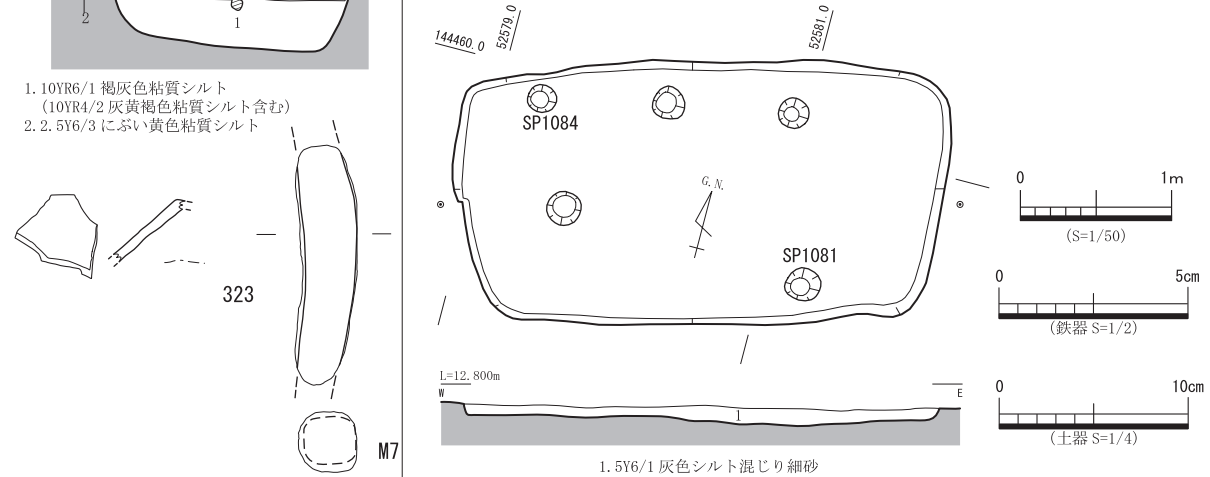 2
1
1.10YR6/1 褐灰色粘質シルト
(10YR4/2 灰黄褐色粘質シルト含む)
2.2.5Y6/3 にぶい黄色粘質シルト
323
M7
144460.0
52579.0
52581.0
SP1084
G.N.
SP1081
L=12.800m
W
E
1
1.5Y6/1 灰色シルト混じり細砂
0 1m
(S=1/50)
0 5cm
(鉄器 S=1/2)
0 10cm
(土器 S=1/4)